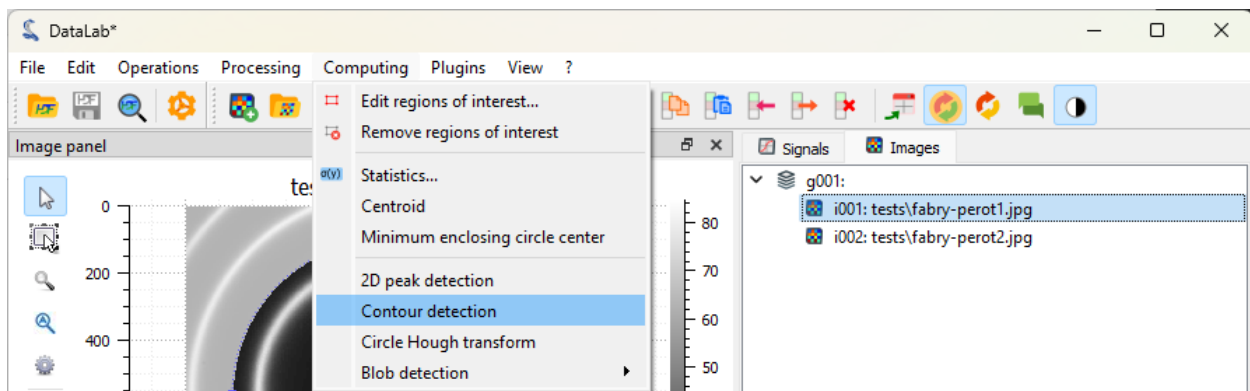 DataLab*
File Edit Operations Processing Computing Plugins View ?
Edit regions of interest...
Remove regions of interest
σ(y) Statistics...
Centroid
Minimum enclosing circle center
2D peak detection
Contour detection
Circle Hough transform
Blob detection
Image panel
te
0
200
400
80
70
60
50
Signals Images
g001:
i001: tests\fabry-perot1.jpg
i002: tests\fabry-perot2.jpg